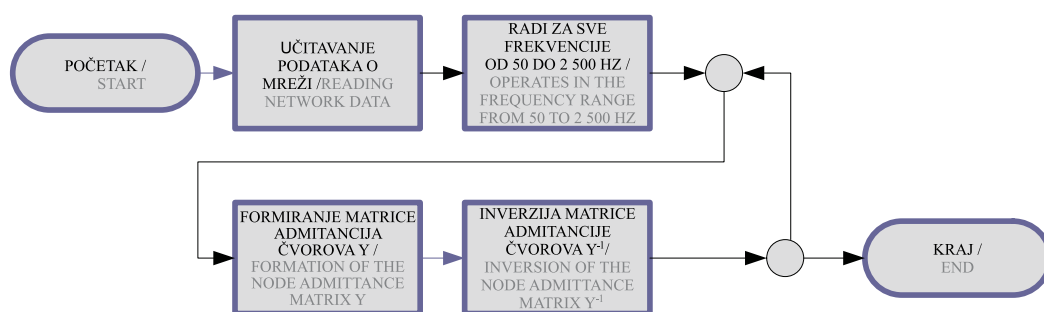 POČETAK /
START
UČITAVANJE
PODATAKA O
MREŽI /READING
NETWORK DATA
RADI ZA SVE
FREKVENCIJE
OD 50 DO 2 500 HZ /
OPERATES IN THE
FREQUENCY RANGE
FROM 50 TO 2 500 HZ
FORMIRANJE MATRICE
ADMITANCIJA
ČVOROVA Y /
FORMATION OF THE
NODE ADMITTANCE
MATRIX Y
INVERZIJA MATRICE
ADMITANCIJE
ČVOROVA Y⁻¹/
INVERSION OF THE
NODE ADMITTANCE
MATRIX Y⁻¹
KRAJ /
END